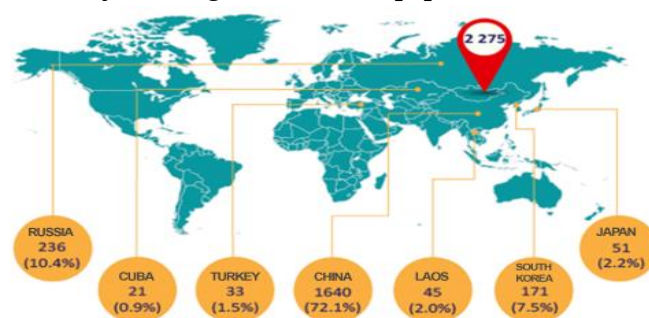 2 275
RUSSIA
236
(10.4%)
CUBA
21
(0.9%)
TURKEY
33
(1.5%)
CHINA
1640
(72.1%)
LAOS
45
(2.0%)
SOUTH
KOREA
171
(7.5%)
JAPAN
51
(2.2%)